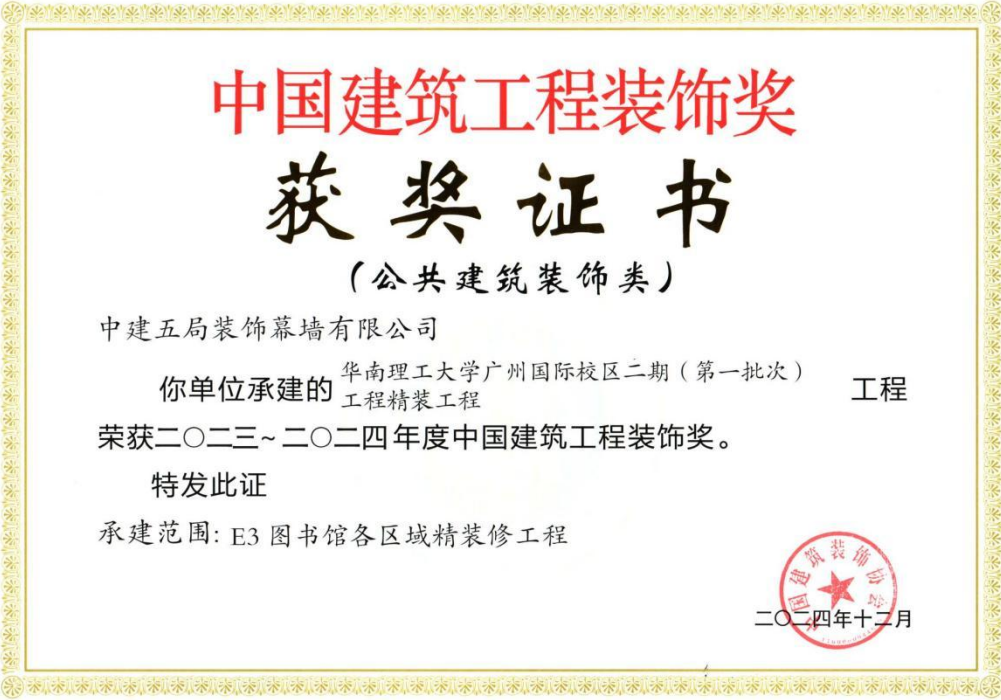 中国建筑工程装饰奖
获奖证书
(公共建筑装饰类)
中建五局装饰幕墙有限公司
你单位承建的 华南理工大学广州国际校区二期(第一批次)工程精装工程 工程
荣获二〇二三~二〇二四年度中国建筑工程装饰奖。
特发此证
承建范围: E3 图书馆各区域精装修工程
中国建筑装饰协会
二〇二四年十二月